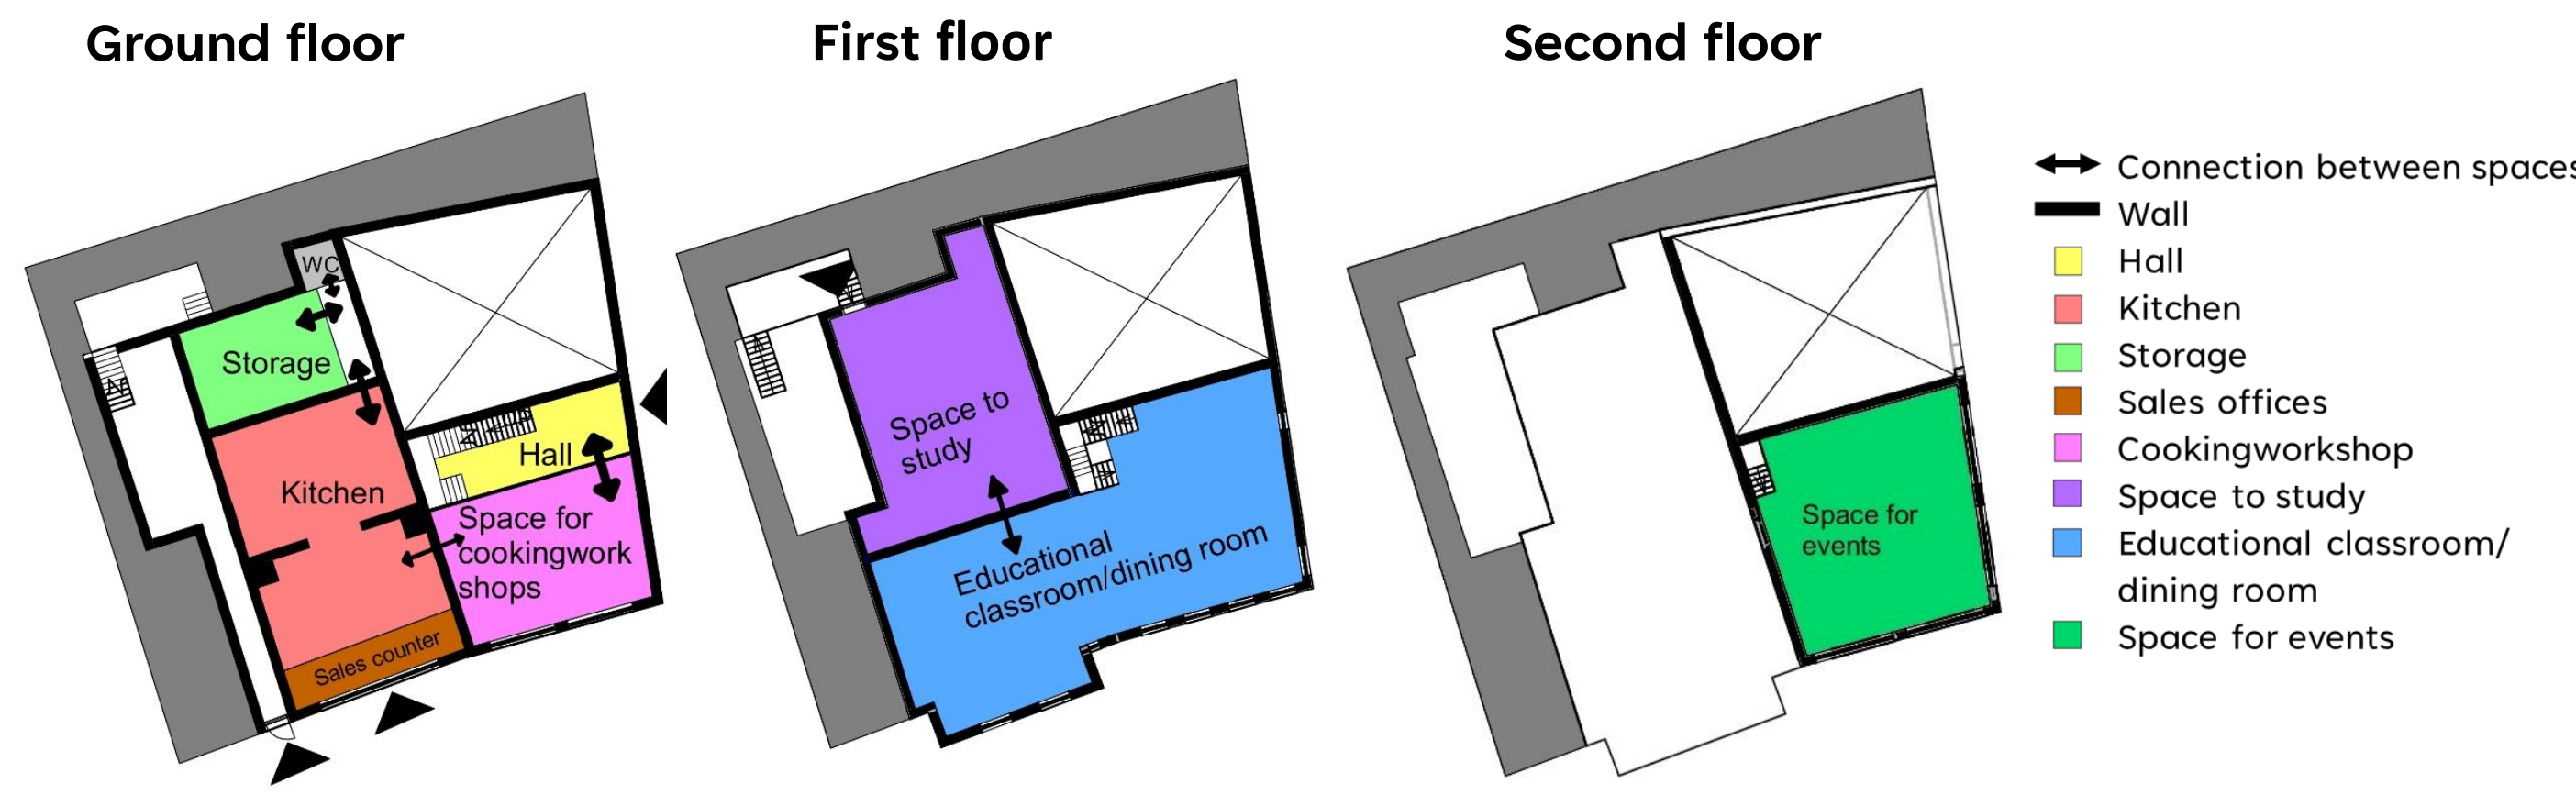 Ground floor
First floor
Second floor
WC
Storage
Hall
Kitchen
Space for
cookingwork
shops
Sales counter
Space to
study
Educational
classroom/dining room
Space for
events
Connection between spaces
Wall
Hall
Kitchen
Storage
Sales offices
Cookingworkshop
Space to study
Educational classroom/
dining room
Space for events